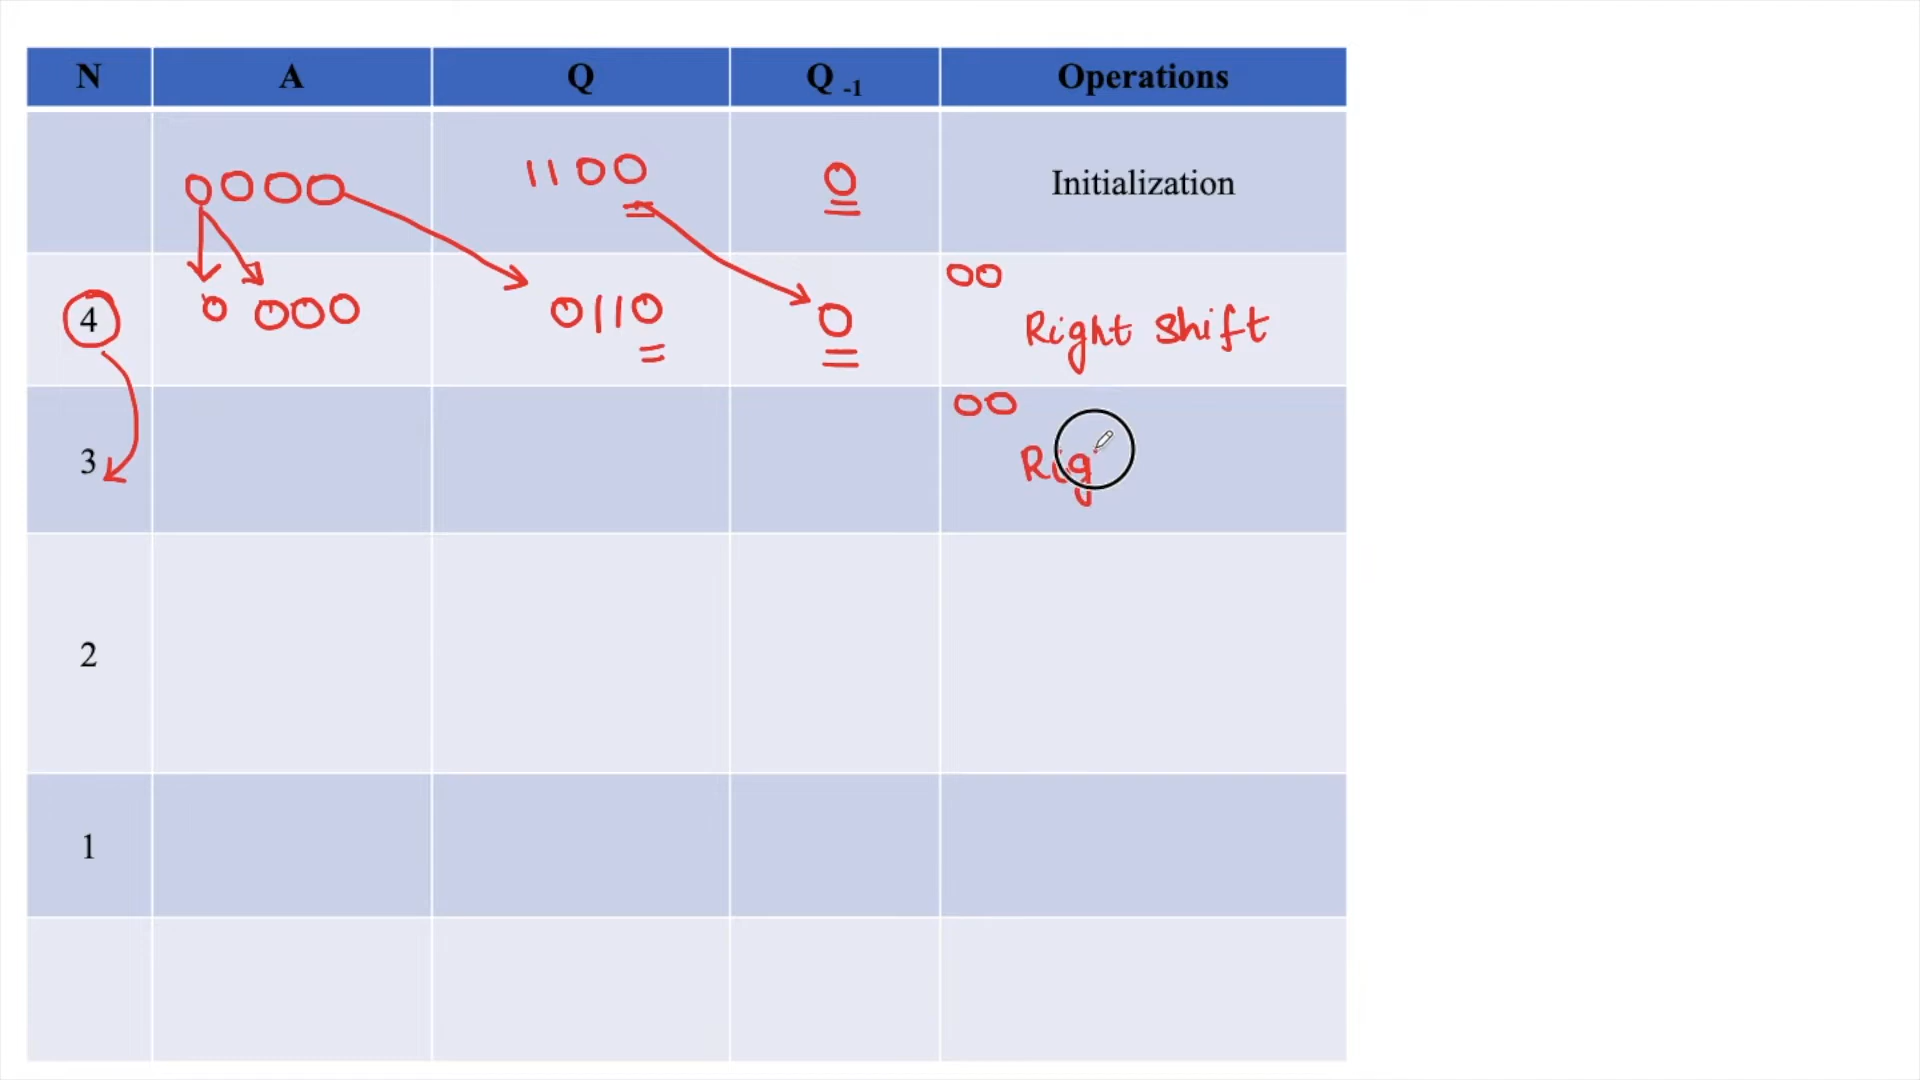 N A Q Q -1 Operations
0000 1100 0 Initialization
4 0 000 0110 0 00
Right Shift
3 00
Rig
2
1